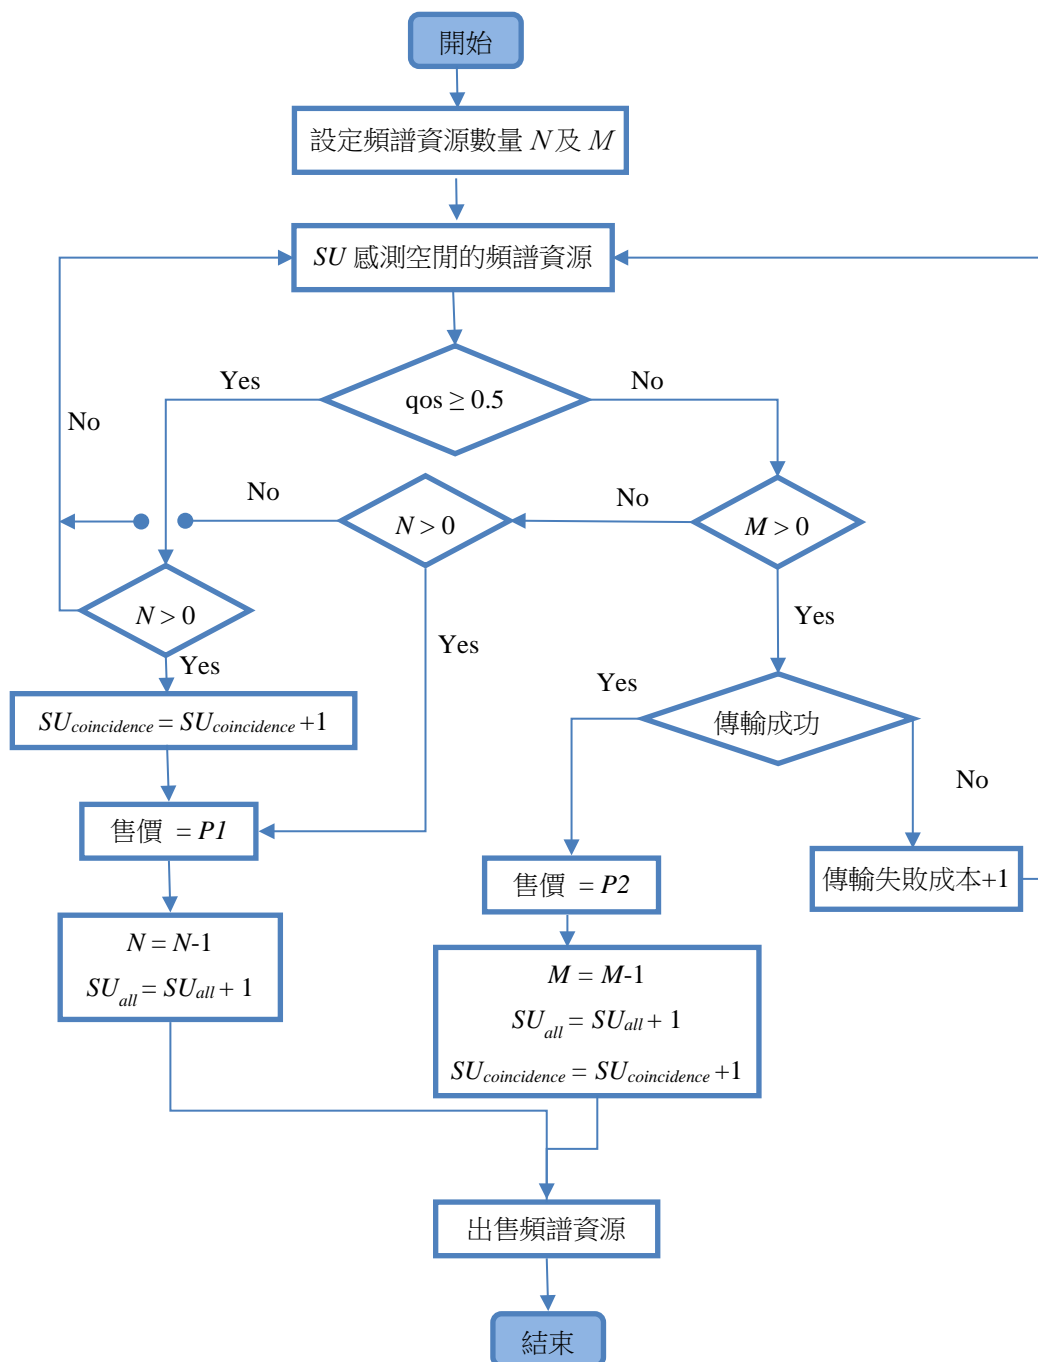 開始
設定頻譜資源數量 N 及 M
SU 感測空閒的頻譜資源
Yes
qos ≥ 0.5
No
No
No
N > 0
No
M > 0
N > 0
Yes
Yes
Yes
SUcoincidence = SUcoincidence +1
Yes
傳輸成功
No
售價 = P1
售價 = P2
傳輸失敗成本+1
N = N-1
SUall = SUall + 1
M = M-1
SUall = SUall + 1
SUcoincidence = SUcoincidence +1
出售頻譜資源
結束